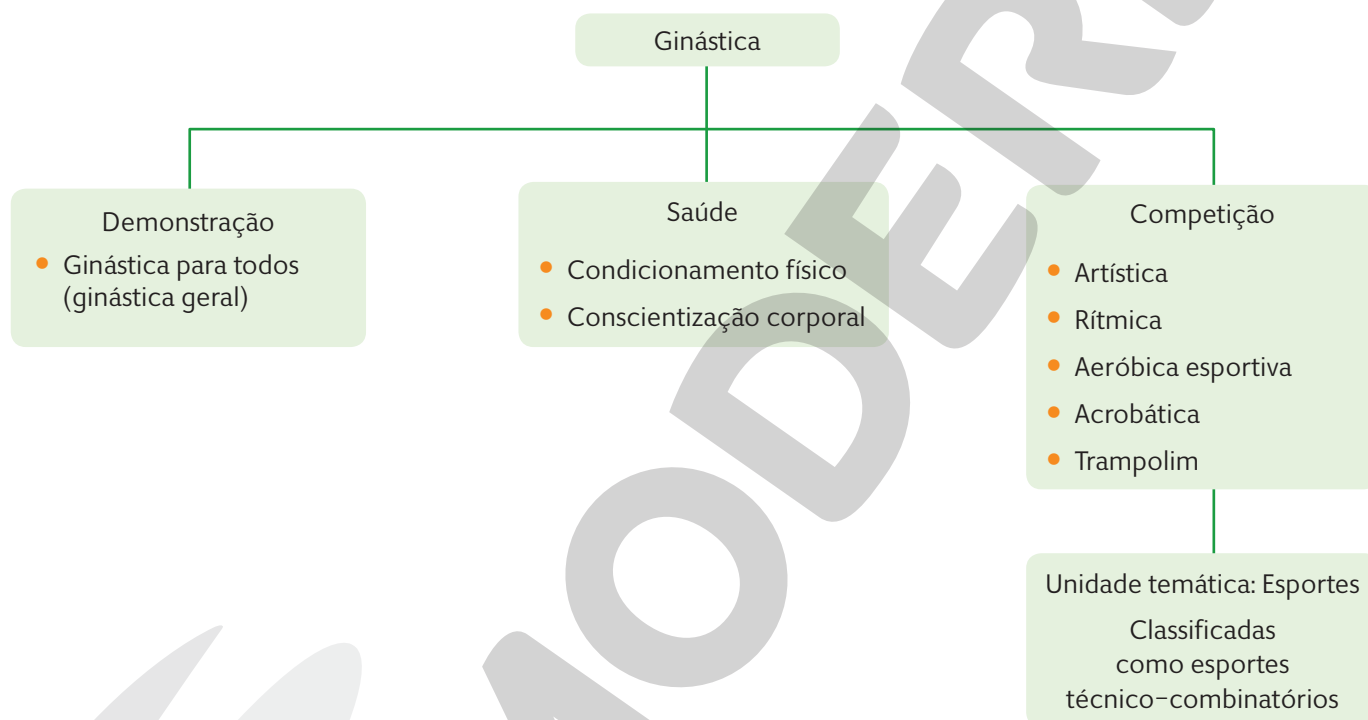 Ginástica
Demonstração
• Ginástica para todos
(ginástica geral)
Saúde
• Condicionamento físico
• Conscientização corporal
Competição
• Artística
• Rítmica
• Aeróbica esportiva
• Acrobática
• Trampolim
Unidade temática: Esportes
Classificadas
como esportes
técnico-combinatórios
MODER